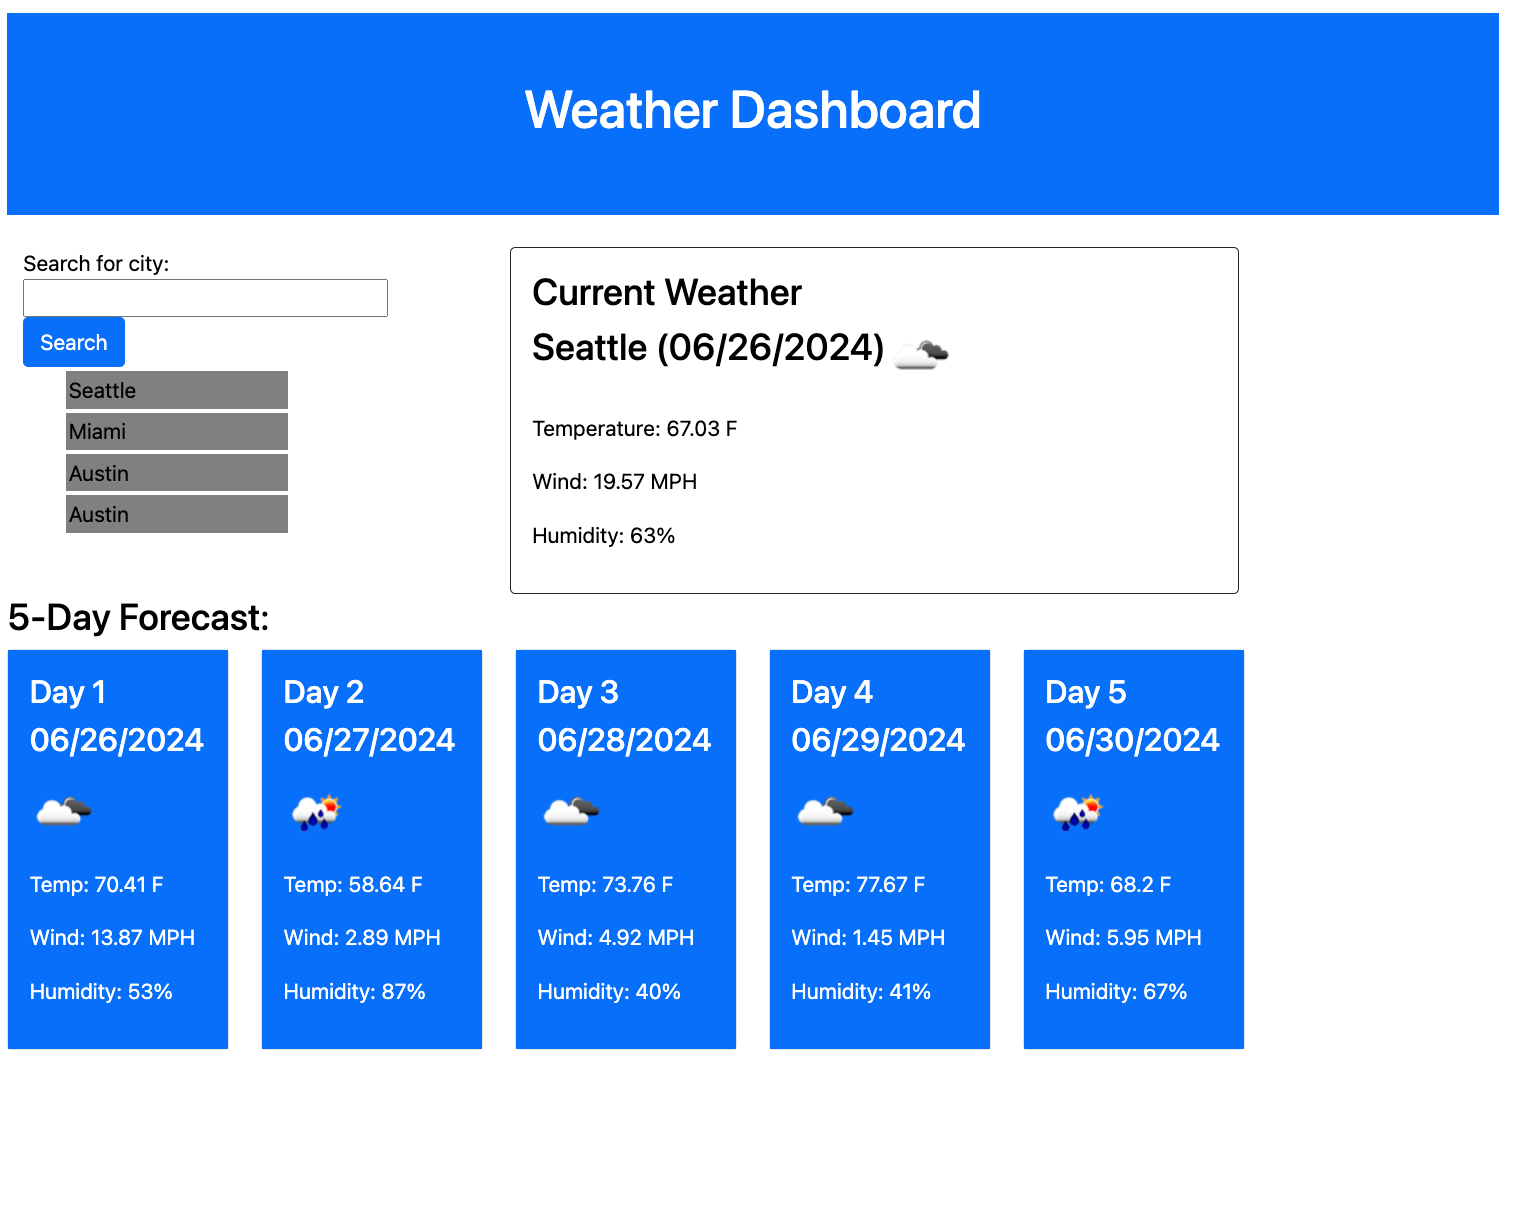 Weather Dashboard
Search for city:
Search
Seattle
Miami
Austin
Austin
Current Weather
Seattle (06/26/2024)
Temperature: 67.03 F
Wind: 19.57 MPH
Humidity: 63%
5-Day Forecast:
Day 1
06/26/2024
Temp: 70.41 F
Wind: 13.87 MPH
Humidity: 53%
Day 2
06/27/2024
Temp: 58.64 F
Wind: 2.89 MPH
Humidity: 87%
Day 3
06/28/2024
Temp: 73.76 F
Wind: 4.92 MPH
Humidity: 40%
Day 4
06/29/2024
Temp: 77.67 F
Wind: 1.45 MPH
Humidity: 41%
Day 5
06/30/2024
Temp: 68.2 F
Wind: 5.95 MPH
Humidity: 67%